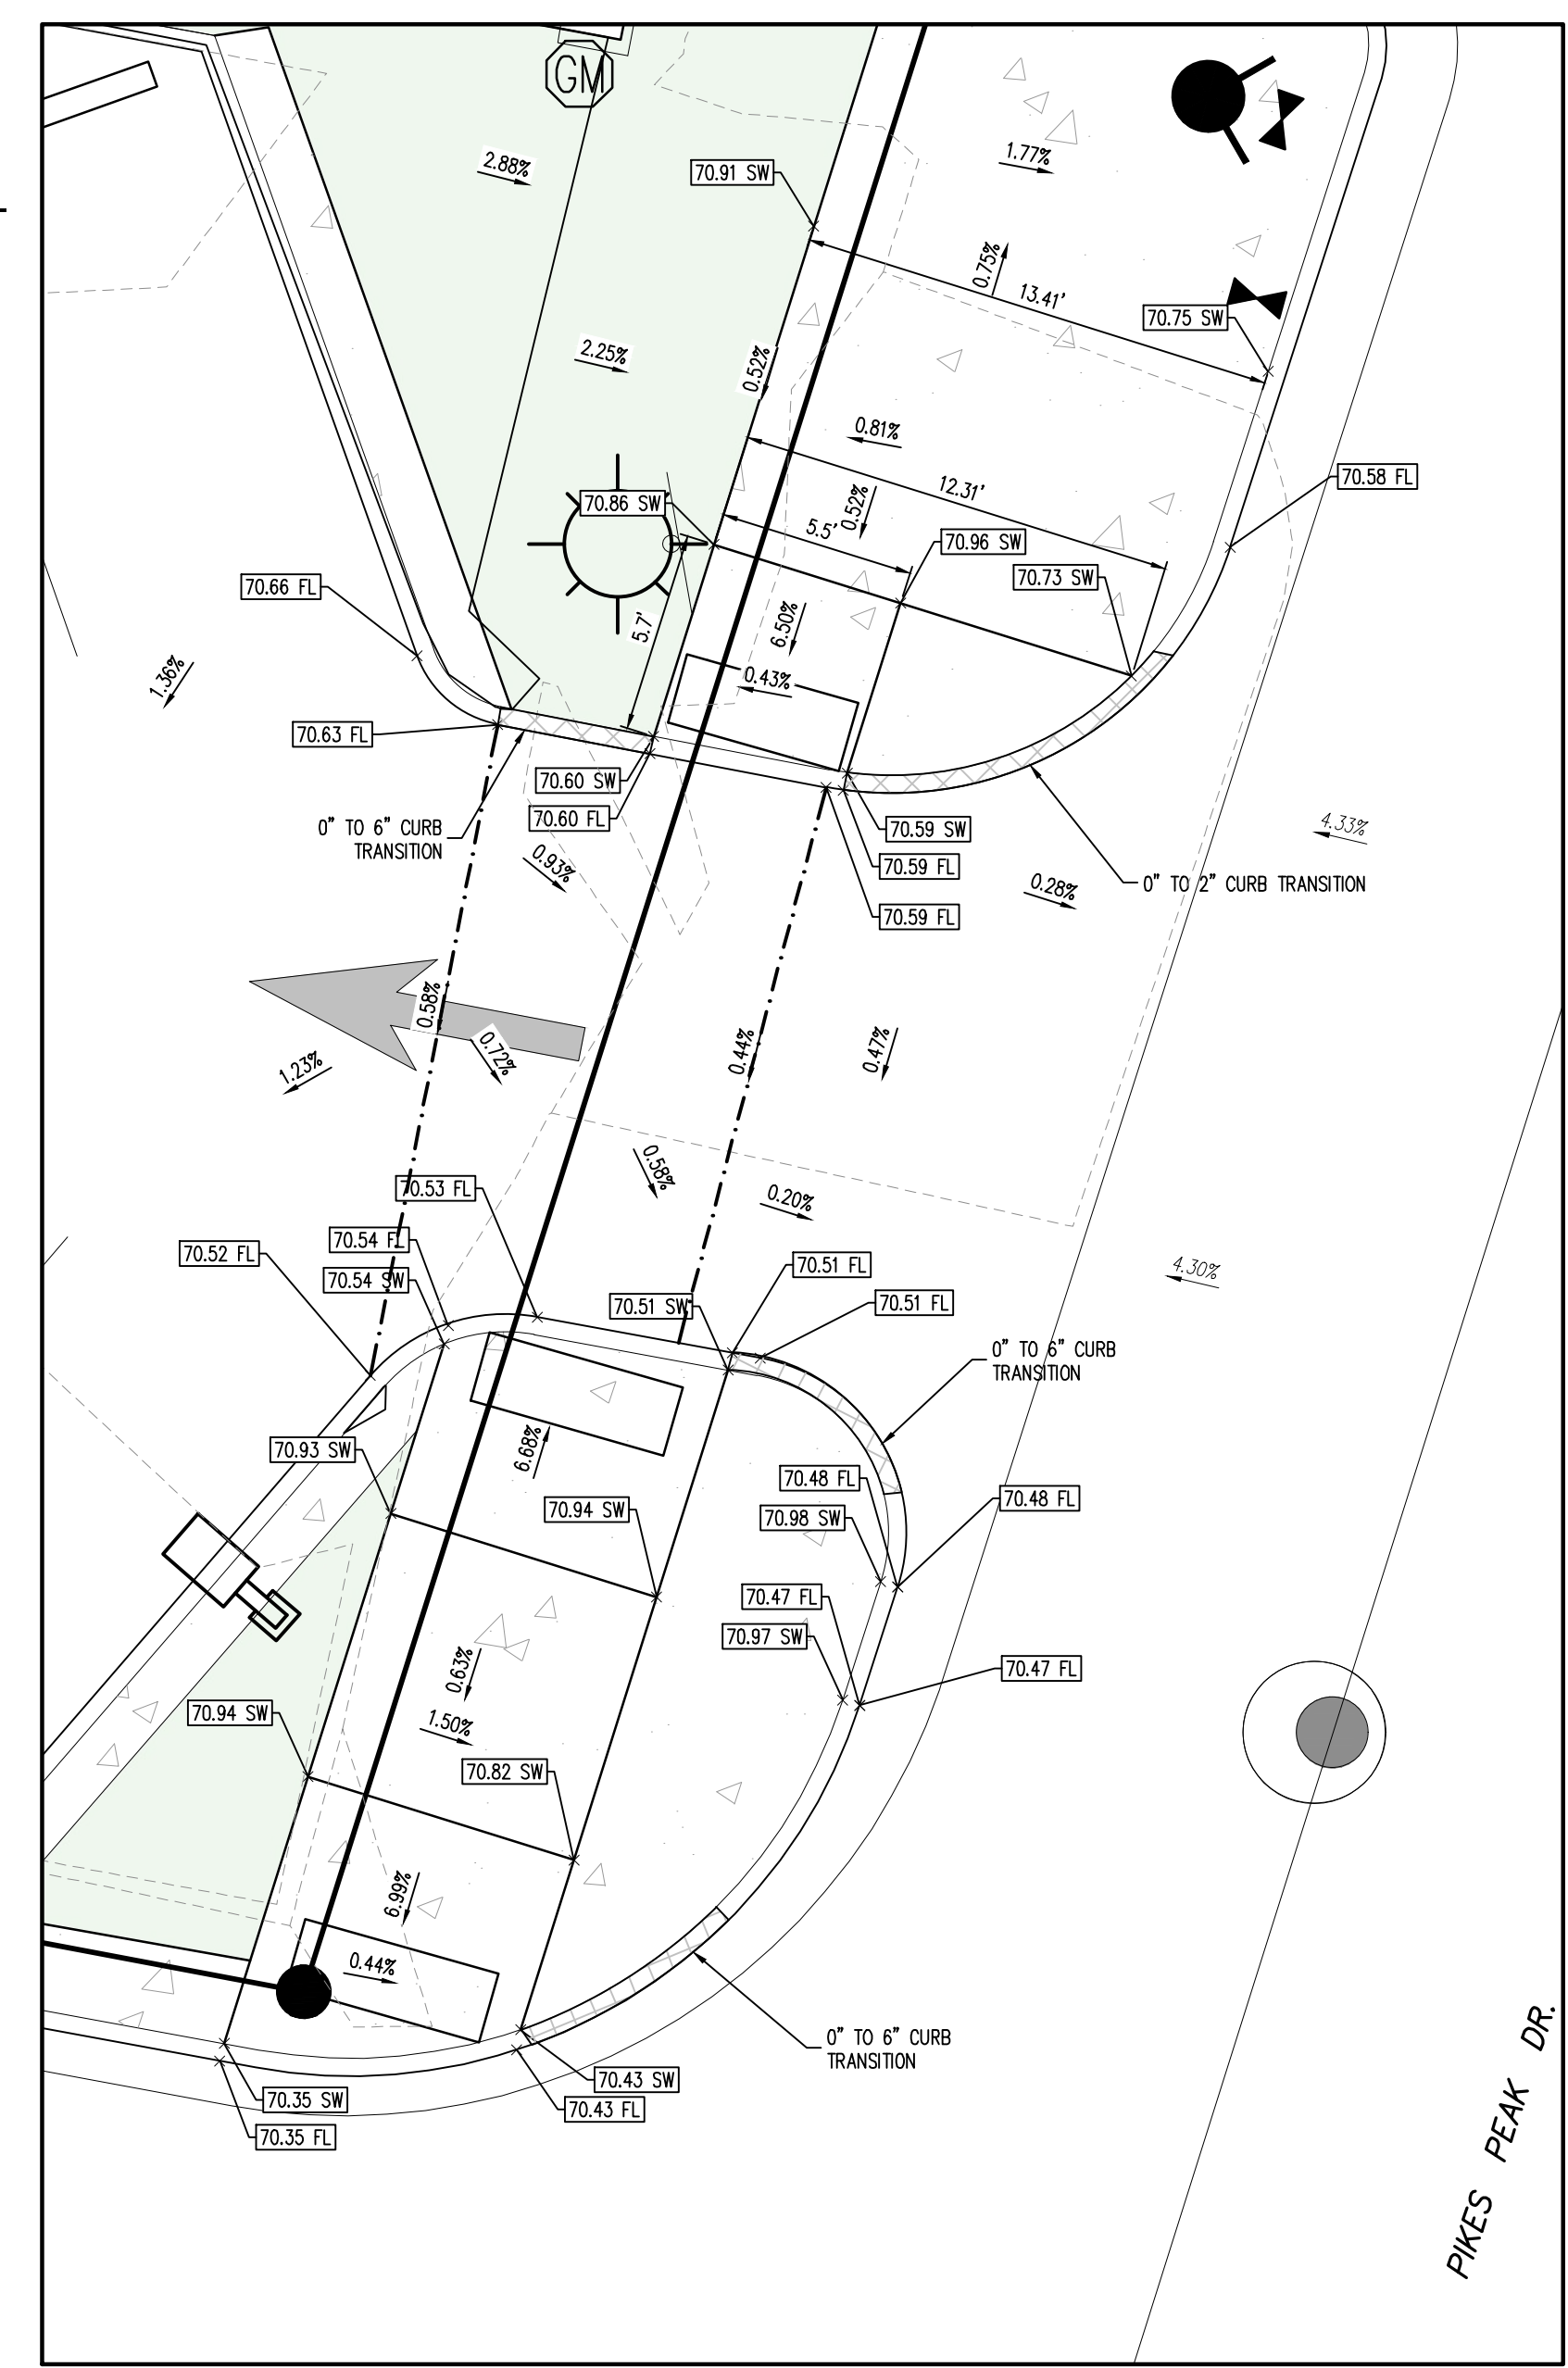 GM
2.88%
70.91 SW
1.77%
0.75%
13.41'
70.75 SW
2.25%
0.52%
0.81%
12.31'
70.58 FL
70.86 SW
0.52%
5.5'
70.96 SW
70.73 SW
70.66 FL
5.7'
6.50%
1.36%
0.43%
70.63 FL
70.60 SW
70.60 FL
0" TO 6" CURB
TRANSITION
70.59 SW
70.59 FL
70.59 FL
4.33%
0.93%
0.28%
0" TO 2" CURB TRANSITION
0.58%
0.72%
1.23%
0.44%
0.47%
0.58%
70.53 FL
0.20%
70.54 FL
70.52 FL
70.54 SW
70.51 FL
70.51 SW
70.51 FL
4.30%
0" TO 6" CURB
TRANSITION
70.93 SW
6.68%
70.48 FL
70.48 FL
70.94 SW
70.98 SW
70.47 FL
70.97 SW
70.47 FL
0.63%
70.94 SW
1.50%
70.82 SW
6.99%
0.44%
0" TO 6" CURB
TRANSITION
70.43 SW
70.43 FL
70.35 SW
70.35 FL
PIKES PEAK DR.